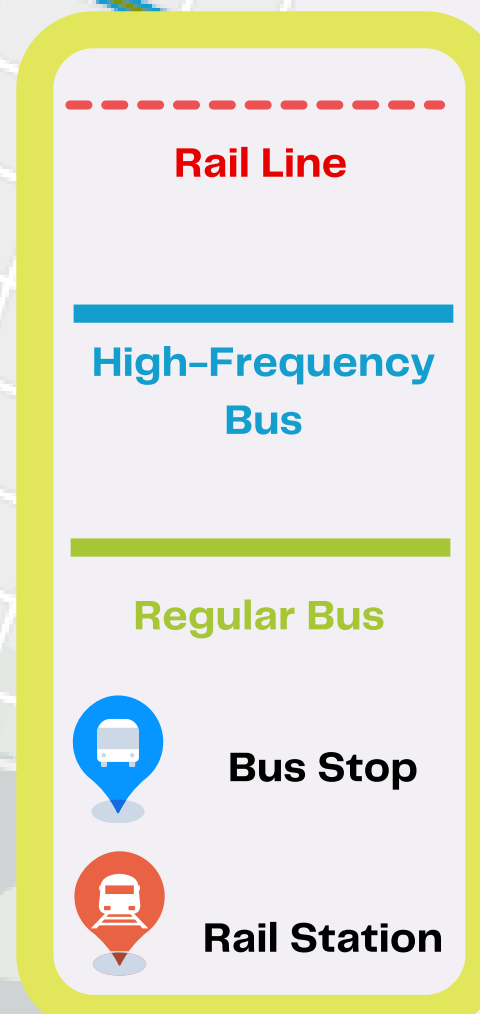 Rail Line
High-Frequency
Bus
Regular Bus
Bus Stop
Rail Station